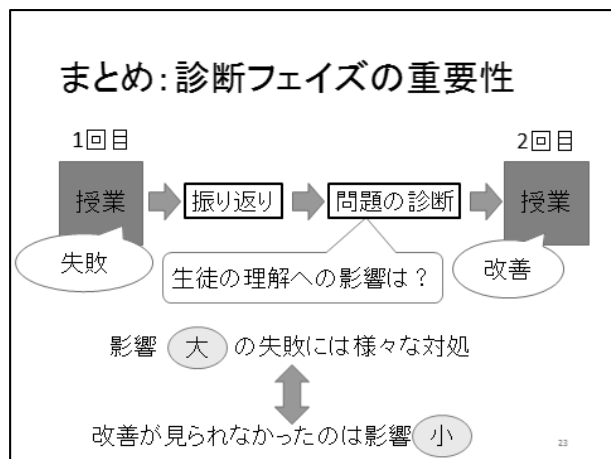 まとめ：診断フェイズの重要性
1回目
2回目
授業
振り返り
問題の診断
授業
失敗
生徒の理解への影響は？
改善
影響 大 の失敗には様々な対処
改善が見られなかったのは影響 小
23